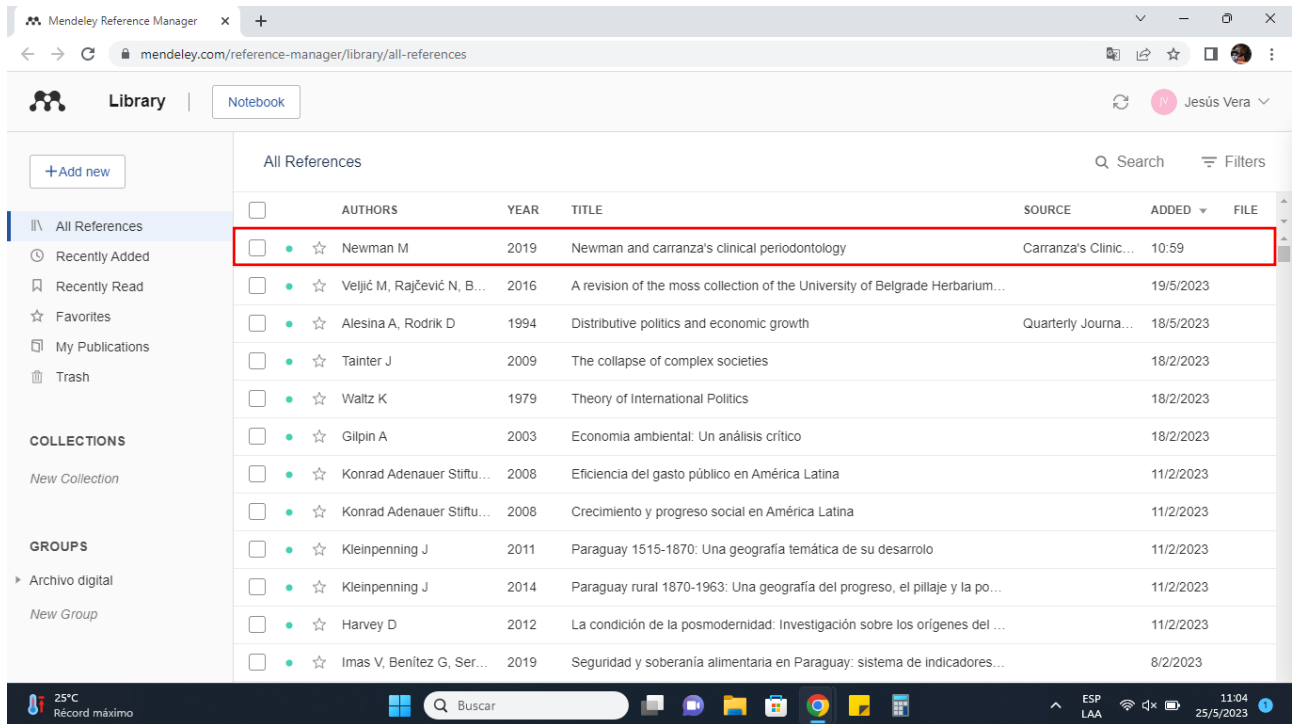 Mendeley Reference Manager
mendeley.com/reference-manager/library/all-references
Library
Notebook
JV
Jesús Vera
+Add new
All References
Search
Filters
All References
Recently Added
Recently Read
Favorites
My Publications
Trash
COLLECTIONS
New Collection
GROUPS
Archivo digital
New Group
AUTHORS YEAR TITLE SOURCE ADDED FILE
Newman M 2019 Newman and carranza's clinical periodontology Carranza's Clinic... 10:59
Veljić M, Rajčević N, B... 2016 A revision of the moss collection of the University of Belgrade Herbarium... 19/5/2023
Alesina A, Rodrik D 1994 Distributive politics and economic growth Quarterly Journa... 18/5/2023
Tainter J 2009 The collapse of complex societies 18/2/2023
Waltz K 1979 Theory of International Politics 18/2/2023
Gilpin A 2003 Economia ambiental: Un análisis crítico 18/2/2023
Konrad Adenauer Stiftu... 2008 Eficiencia del gasto público en América Latina 11/2/2023
Konrad Adenauer Stiftu... 2008 Crecimiento y progreso social en América Latina 11/2/2023
Kleinpenning J 2011 Paraguay 1515-1870: Una geografía temática de su desarrolo 11/2/2023
Kleinpenning J 2014 Paraguay rural 1870-1963: Una geografía del progreso, el pillaje y la po... 11/2/2023
Harvey D 2012 La condición de la posmodernidad: Investigación sobre los orígenes del ... 11/2/2023
Imas V, Benítez G, Ser... 2019 Seguridad y soberanía alimentaria en Paraguay: sistema de indicadores... 8/2/2023
25°C
Récord máximo
Buscar
ESP
LAA
11:04
25/5/2023
1